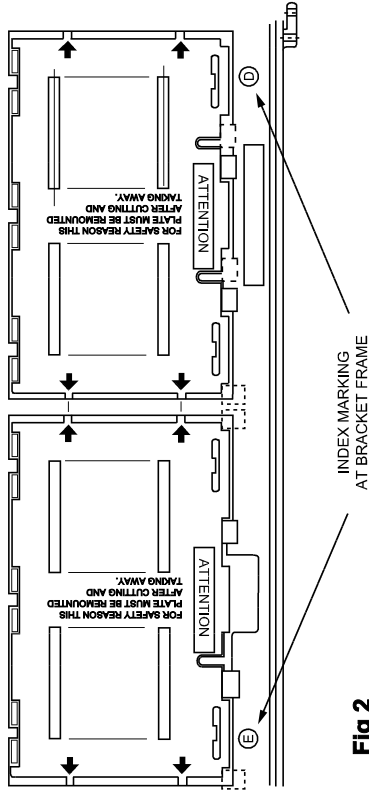 FOR SAFETY REASON THIS
PLATE MUST BE REMOUNTED
AFTER CUTTING AND
TAKING AWAY.
ATTENTION
D
FOR SAFETY REASON THIS
PLATE MUST BE REMOUNTED
AFTER CUTTING AND
TAKING AWAY.
ATTENTION
E
INDEX MARKING
AT BRACKET FRAME
Fig 2